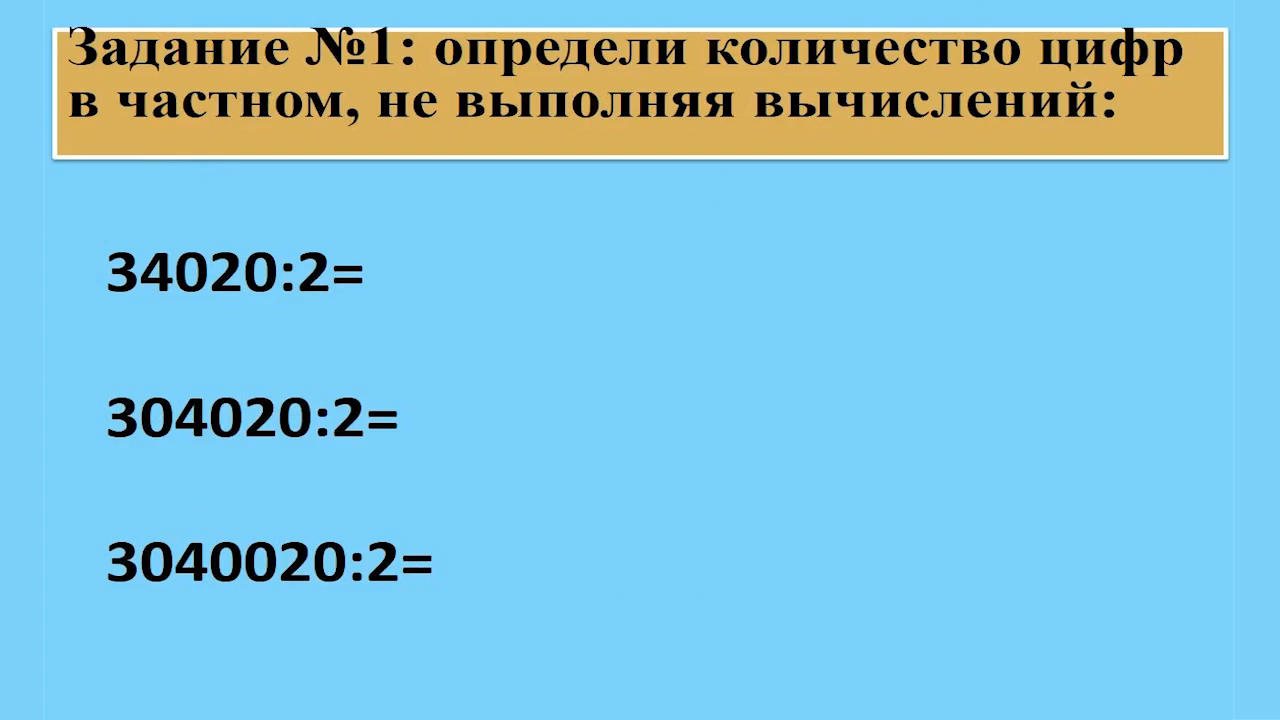 Задание №1: определи количество цифр
в частном, не выполняя вычислений:
34020:2=
304020:2=
3040020:2=